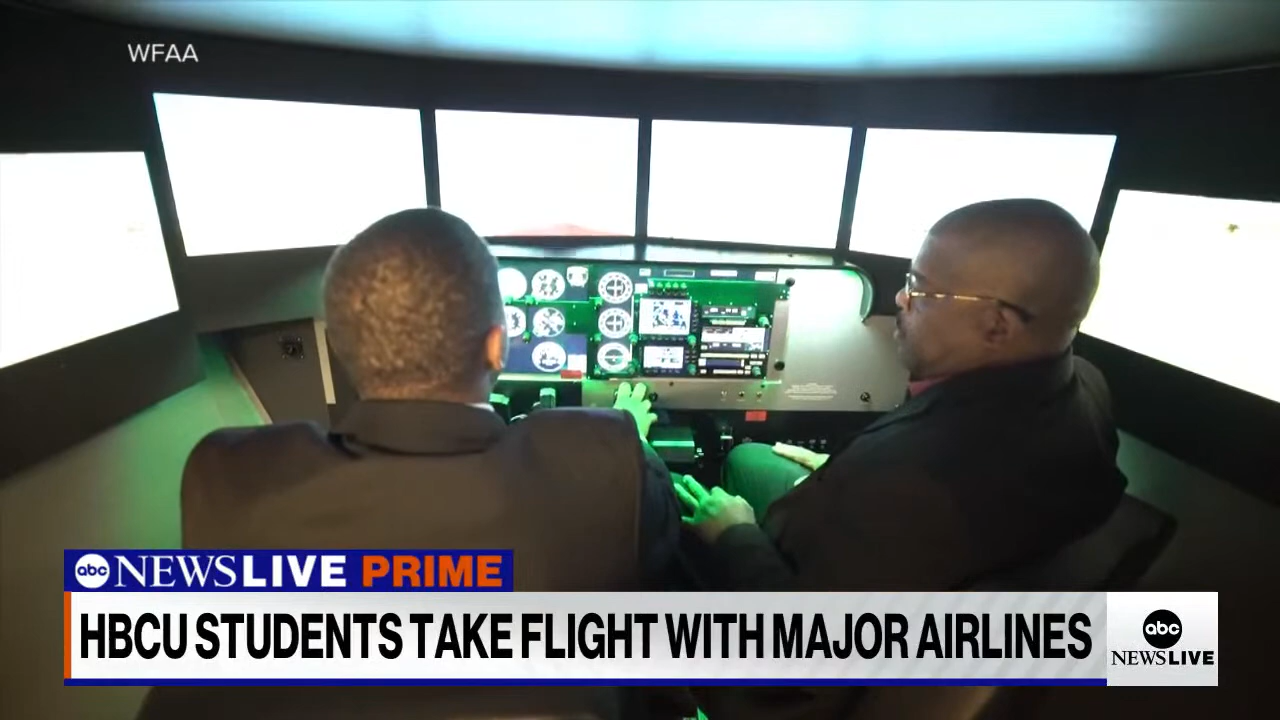 WFAA
abc NEWS LIVE PRIME
HBCU STUDENTS TAKE FLIGHT WITH MAJOR AIRLINES
abc
NEWS LIVE